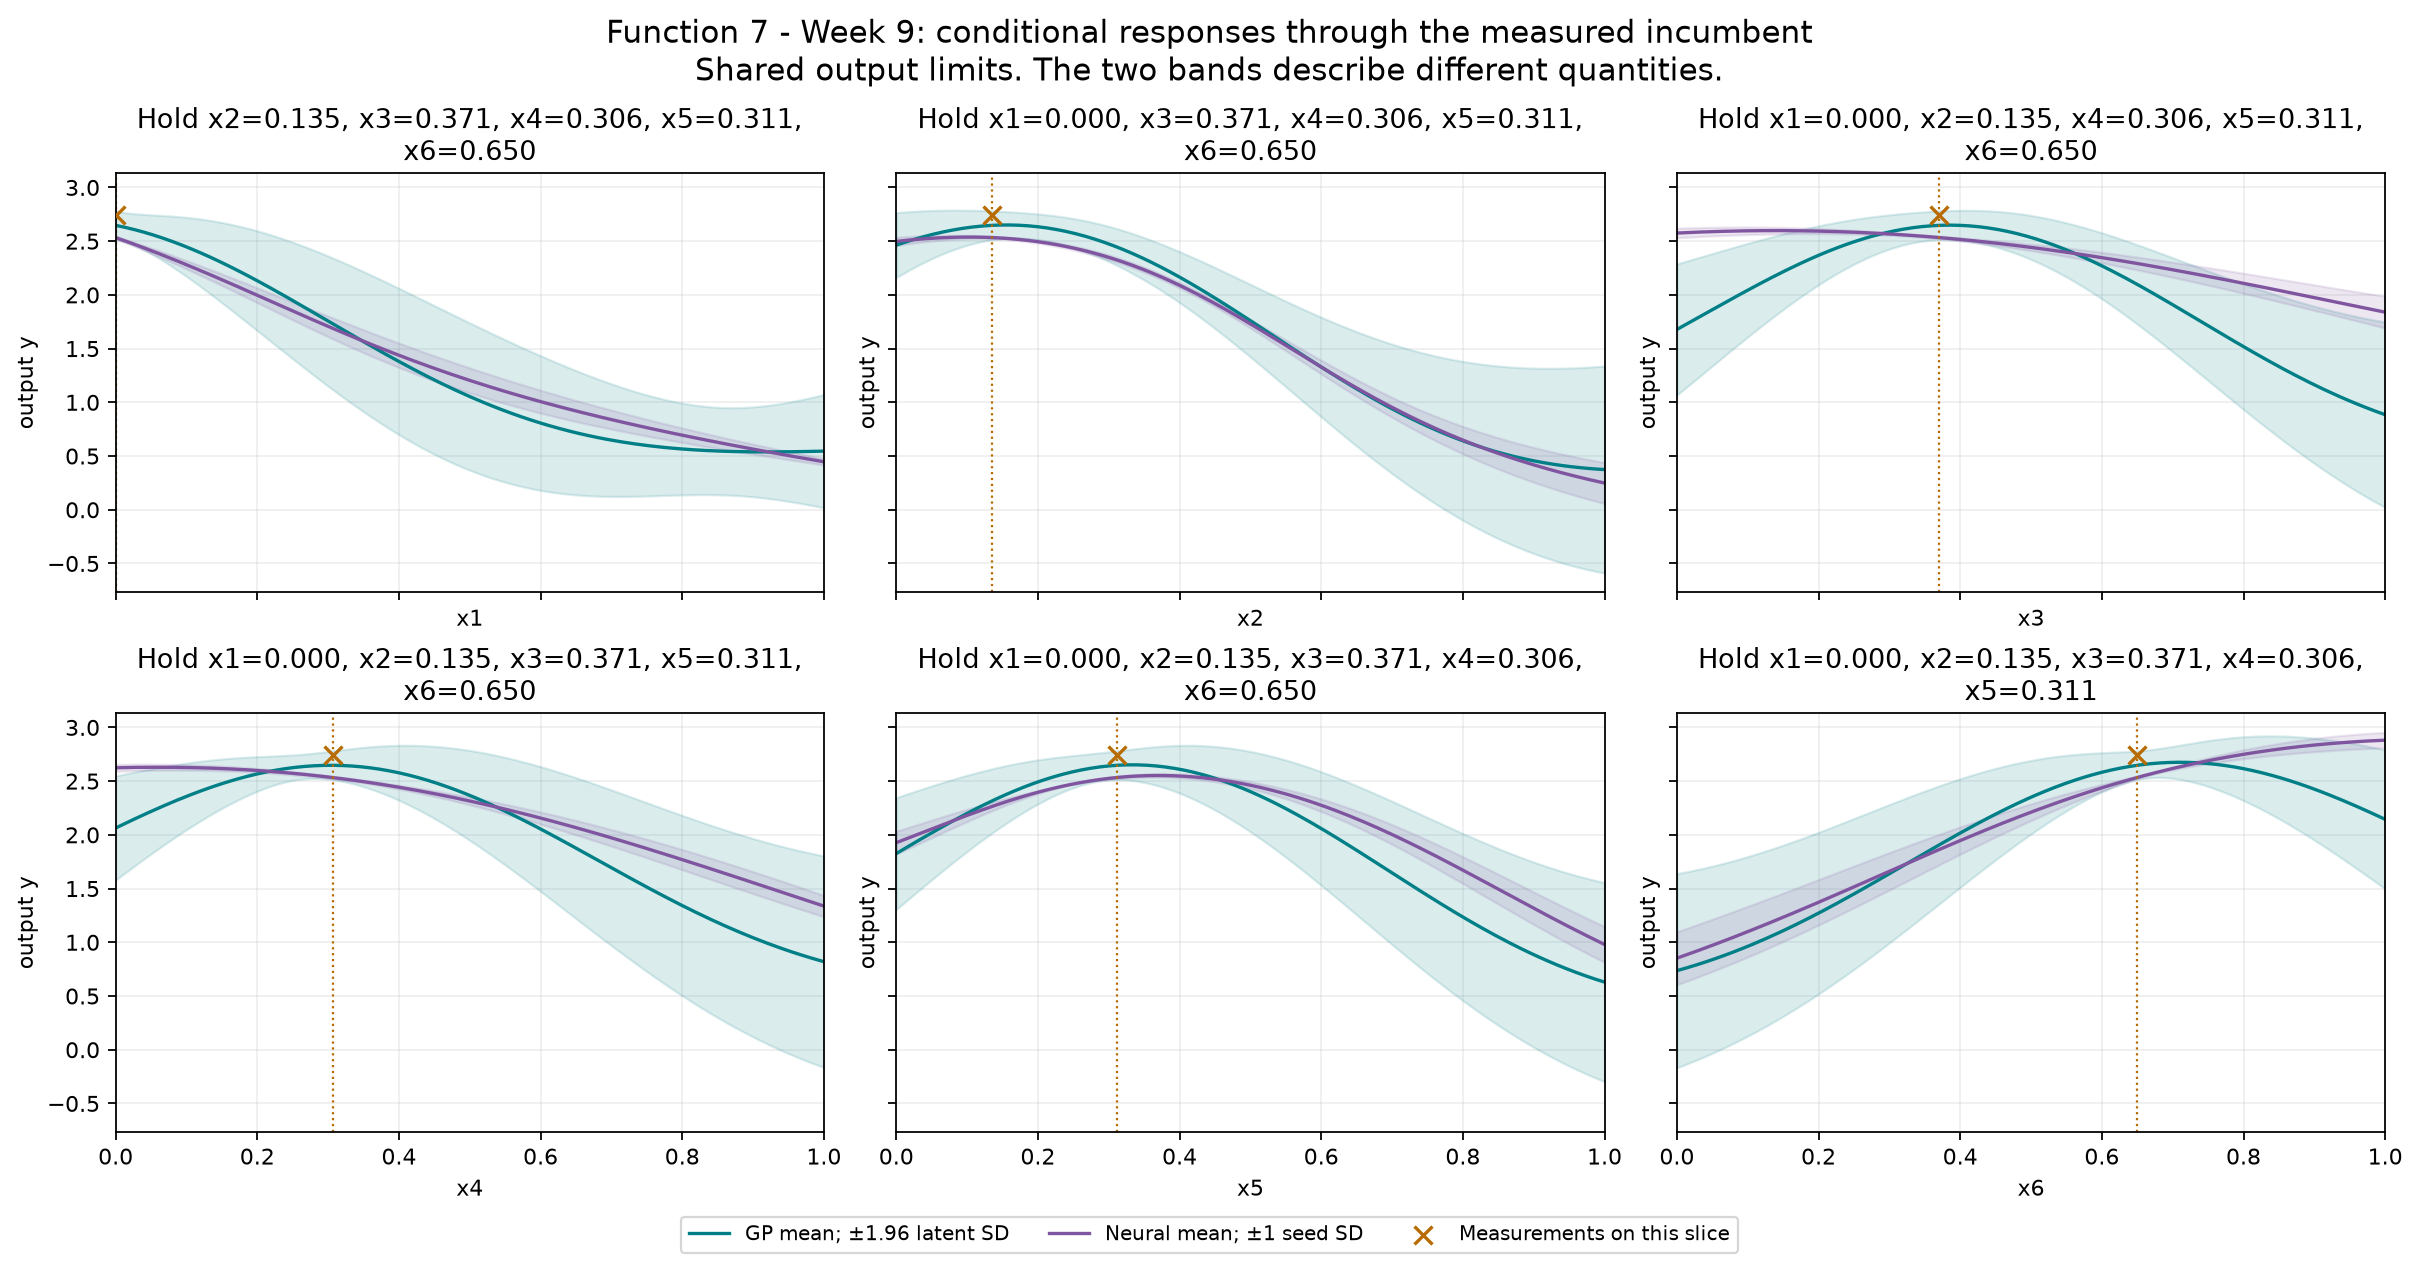 Function 7 - Week 9: conditional responses through the measured incumbent
Shared output limits. The two bands describe different quantities.
Hold x2=0.135, x3=0.371, x4=0.306, x5=0.311,
x6=0.650
Hold x1=0.000, x3=0.371, x4=0.306, x5=0.311,
x6=0.650
Hold x1=0.000, x2=0.135, x4=0.306, x5=0.311,
x6=0.650
3.0
2.5
2.0
1.5
1.0
0.5
0.0
−0.5
output y
output y
output y
x1
x2
x3
Hold x1=0.000, x2=0.135, x3=0.371, x5=0.311,
x6=0.650
Hold x1=0.000, x2=0.135, x3=0.371, x4=0.306,
x6=0.650
Hold x1=0.000, x2=0.135, x3=0.371, x4=0.306,
x5=0.311
3.0
2.5
2.0
1.5
1.0
0.5
0.0
−0.5
output y
output y
output y
0.0 0.2 0.4 0.6 0.8 1.0
0.0 0.2 0.4 0.6 0.8 1.0
0.0 0.2 0.4 0.6 0.8 1.0
x4
x5
x6
GP mean; ±1.96 latent SD
Neural mean; ±1 seed SD
Measurements on this slice